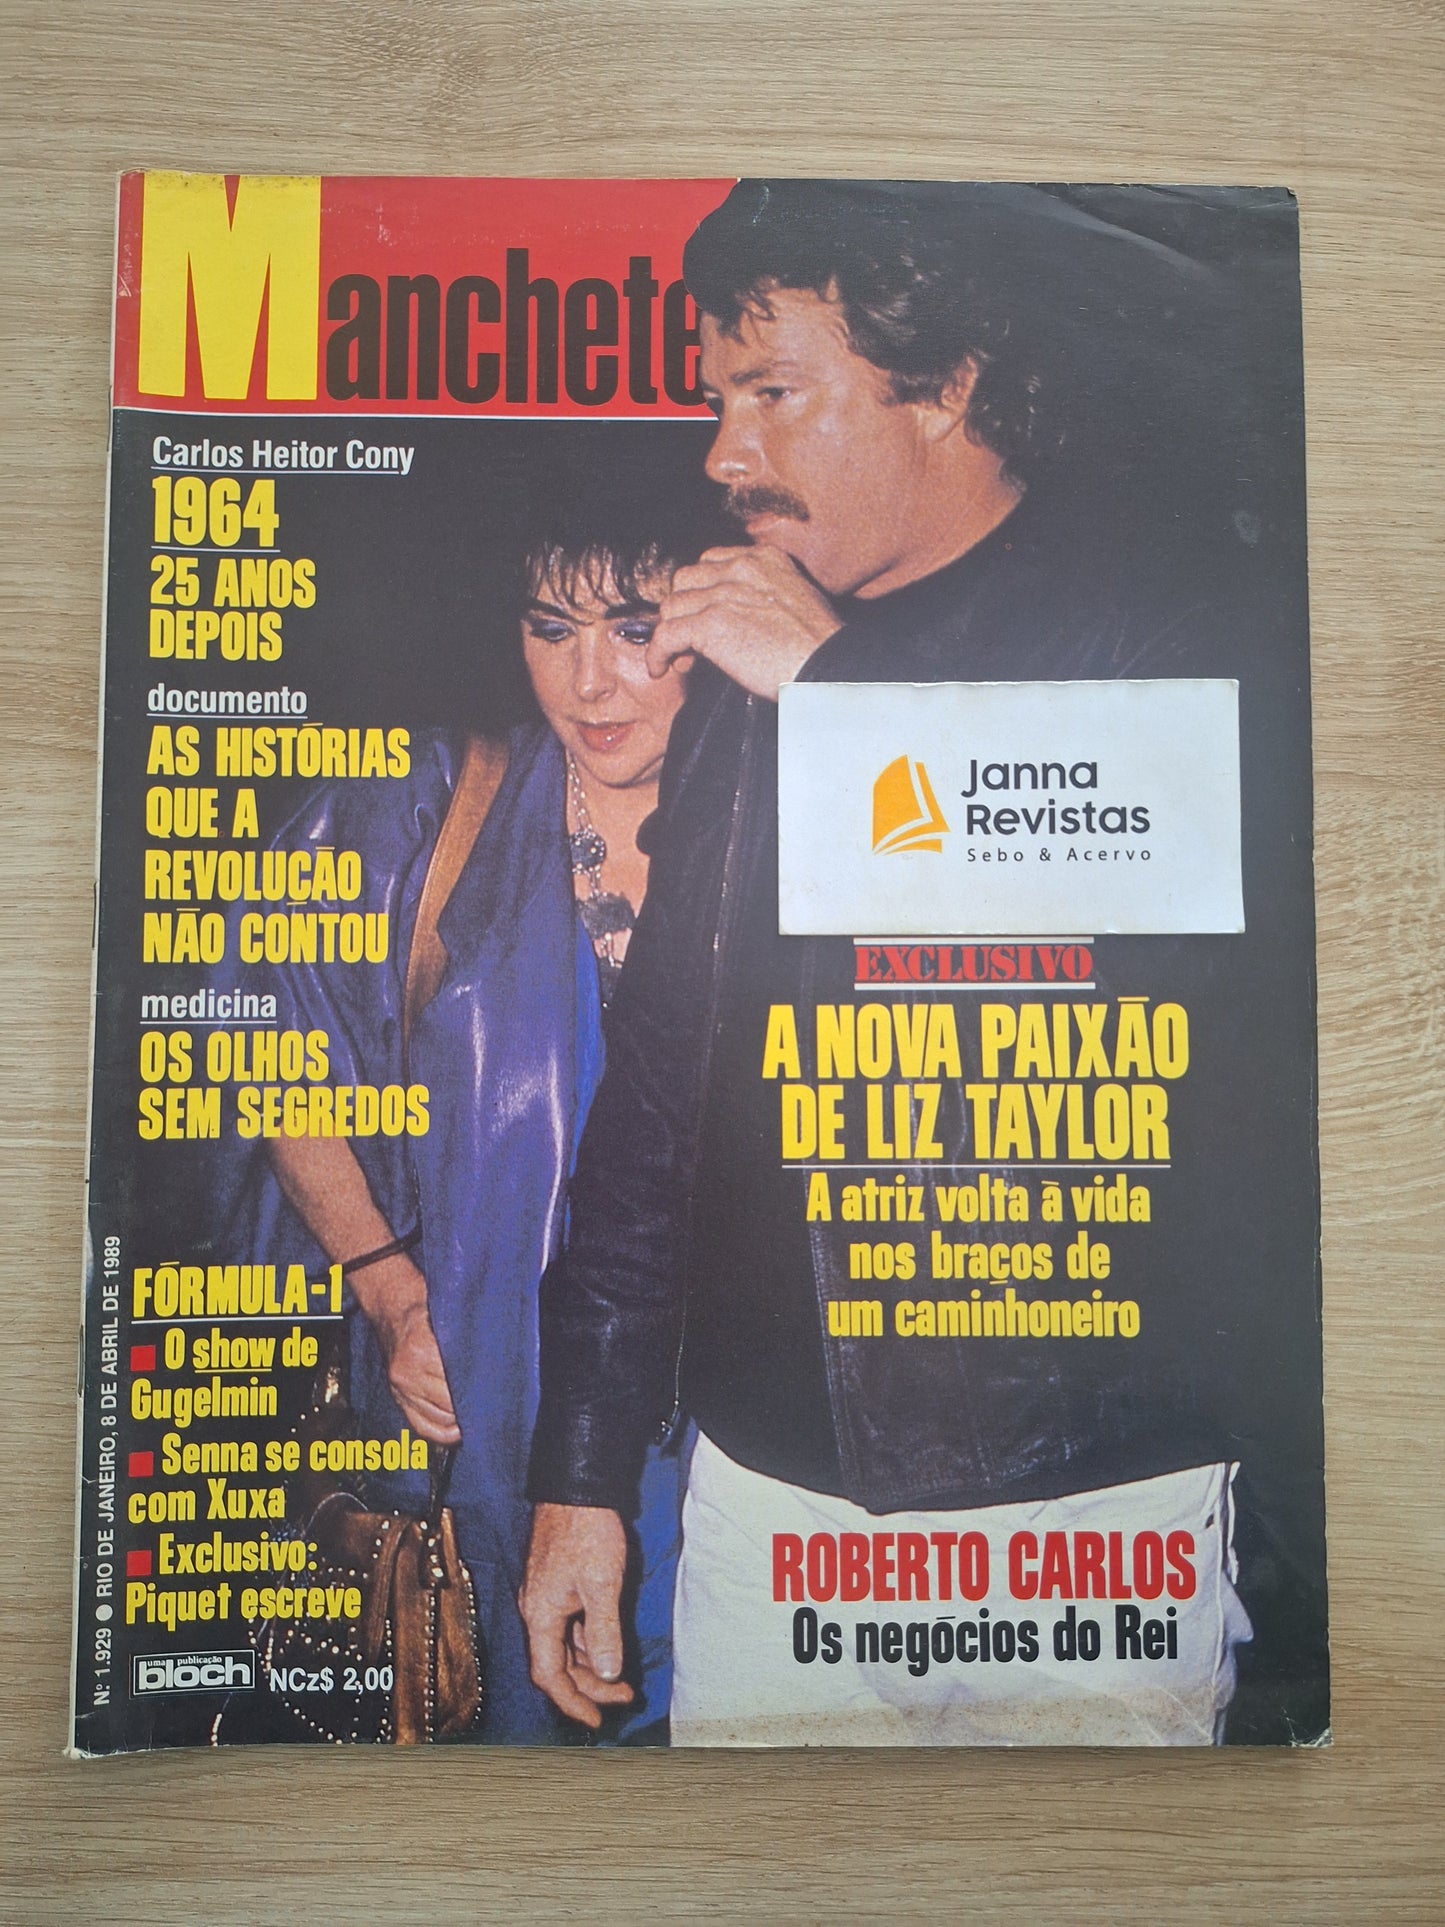 Manchete
Carlos Heitor Cony
1964
25 ANOS
DEPOIS
documento
AS HISTÓRIAS
QUE A
REVOLUÇÃO
NÃO CONTOU
medicina
OS OLHOS
SEM SEGREDOS
FÓRMULA-1
O show de
Gugelmin
Senna se consola
com Xuxa
Exclusivo:
Piquet escreve
uma publicação
bloch
NCz$ 2,00
Nº 1.929 ● RIO DE JANEIRO, 8 DE ABRIL DE 1989
Janna
Revistas
Sebo & Acervo
EXCLUSIVO
A NOVA PAIXÃO
DE LIZ TAYLOR
A atriz volta à vida
nos braços de
um caminhoneiro
ROBERTO CARLOS
Os negócios do Rei